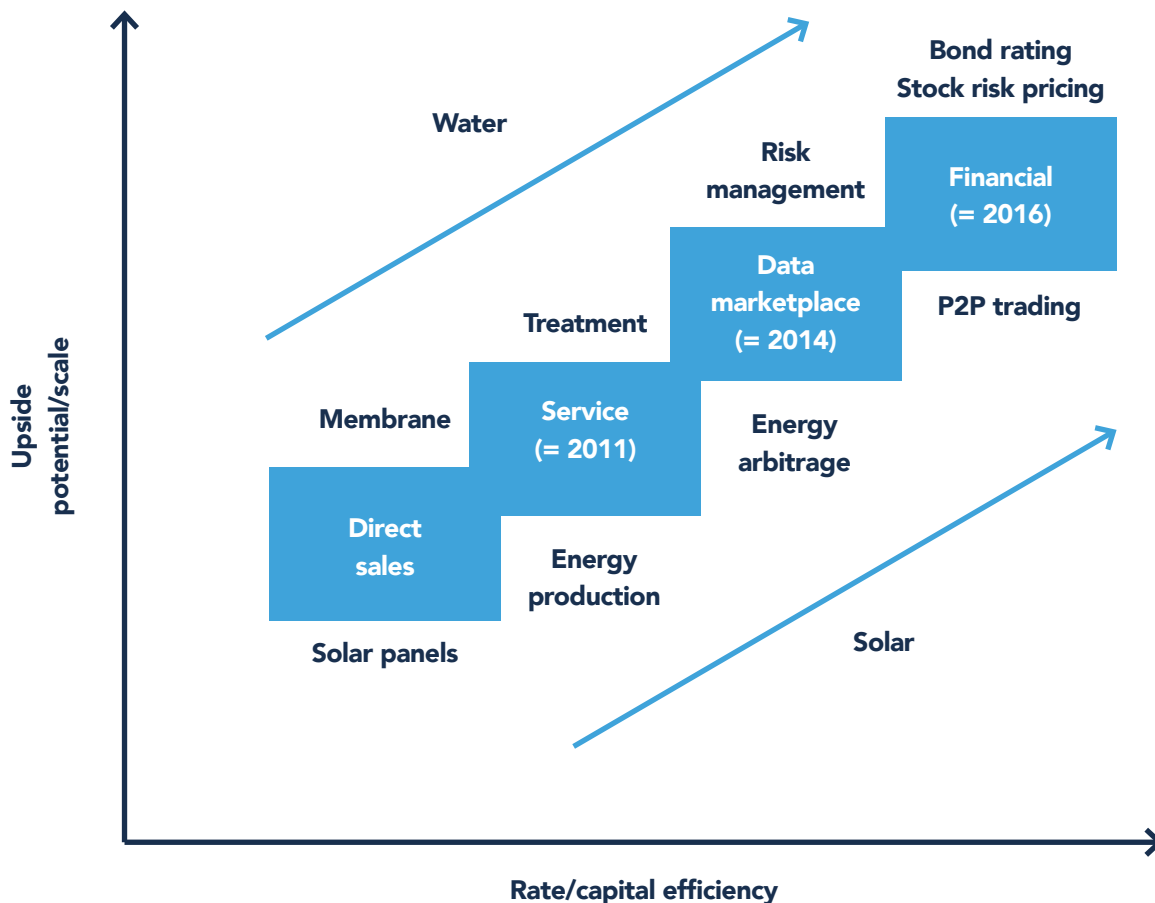 Bond rating
Stock risk pricing
Water
Risk
management
Financial
(= 2016)
Data
marketplace
(= 2014)
P2P trading
Treatment
Membrane
Service
(= 2011)
Energy
arbitrage
Upside
potential/scale
Direct
sales
Energy
production
Solar panels
Solar
Rate/capital efficiency